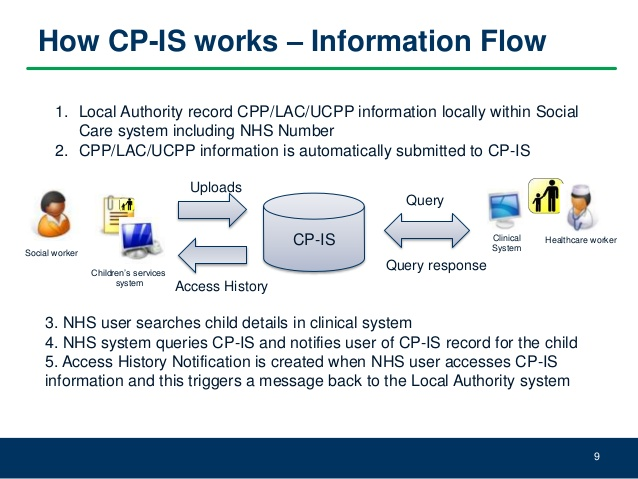 How CP-IS works – Information Flow
1. Local Authority record CPP/LAC/UCPP information locally within Social
Care system including NHS Number
2. CPP/LAC/UCPP information is automatically submitted to CP-IS
Uploads
Query
CP-IS
Social worker
Clinical
System
Healthcare worker
Children's services
system
Access History
Query response
3. NHS user searches child details in clinical system
4. NHS system queries CP-IS and notifies user of CP-IS record for the child
5. Access History Notification is created when NHS user accesses CP-IS
information and this triggers a message back to the Local Authority system
9